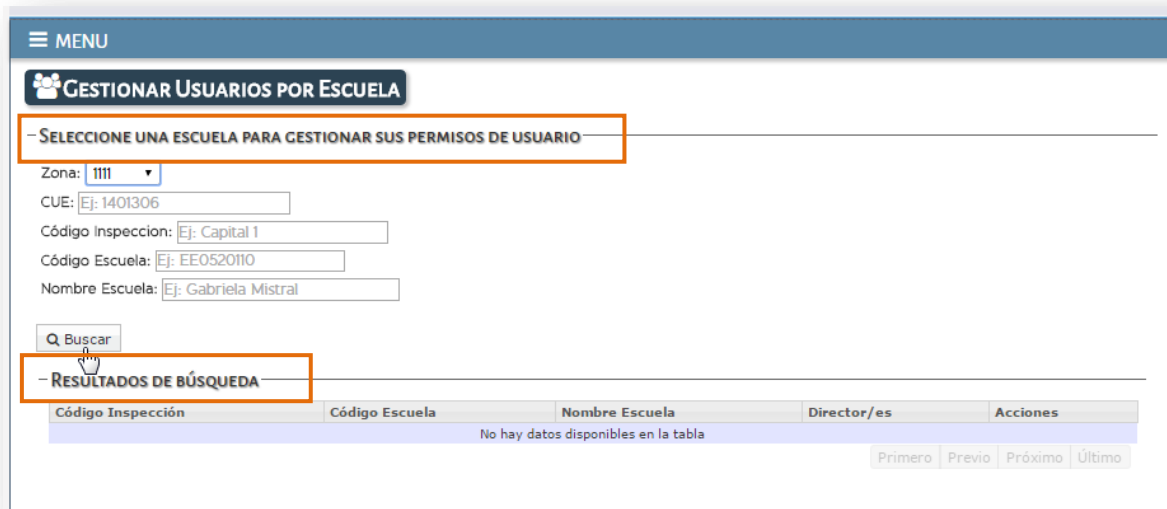 MENU
GESTIONAR USUARIOS POR ESCUELA
SELECCIONE UNA ESCUELA PARA GESTIONAR SUS PERMISOS DE USUARIO
Zona: 1111
CUE: Ej: 1401306
Código Inspeccion: Ej: Capital 1
Código Escuela: Ej: EE0520110
Nombre Escuela: Ej: Gabriela Mistral
Buscar
RESULTADOS DE BÚSQUEDA
Código Inspección Código Escuela Nombre Escuela Director/es Acciones
No hay datos disponibles en la tabla
Primero Previo Próximo Último